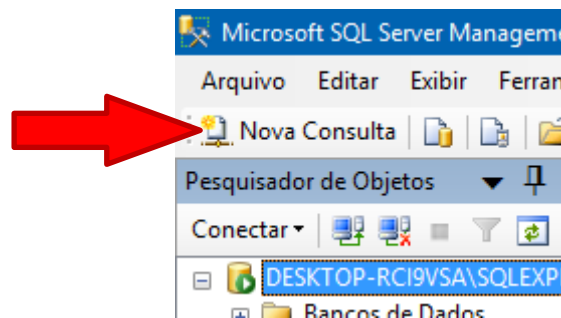 Microsoft SQL Server Managem
Arquivo Editar Exibir Ferran
Nova Consulta
Pesquisador de Objetos
Conectar
DESKTOP-RCI9VSA\SQLEXP
Bancos de Dados